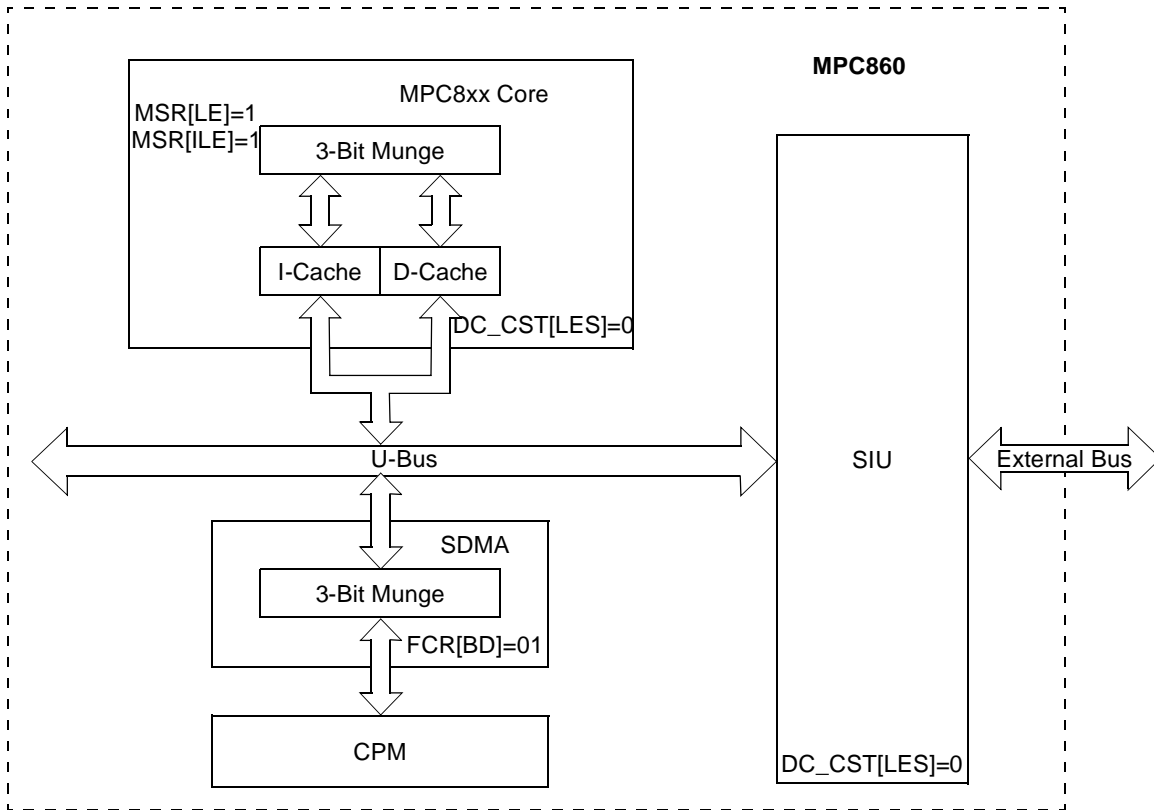 MPC860
MPC8xx Core
MSR[LE]=1
MSR[ILE]=1
3-Bit Munge
I-Cache
D-Cache
DC_CST[LES]=0
U-Bus
SIU
External Bus
SDMA
3-Bit Munge
FCR[BD]=01
CPM
DC_CST[LES]=0